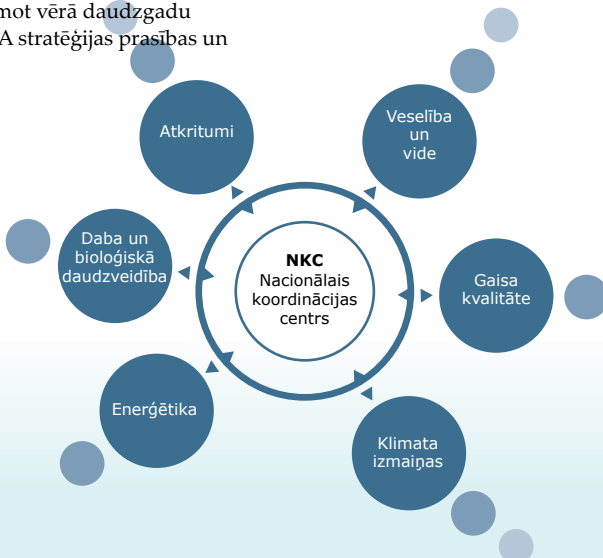 mot vērā daudzgadu
A stratēģijas prasības un
Atkritumi
Veselība
un
vide
Daba un
bioloģiskā
daudzveidība
NKC
Nacionālais
koordinācijas
centrs
Gaisa
kvalitāte
Enerģētika
Klimata
izmaiņas